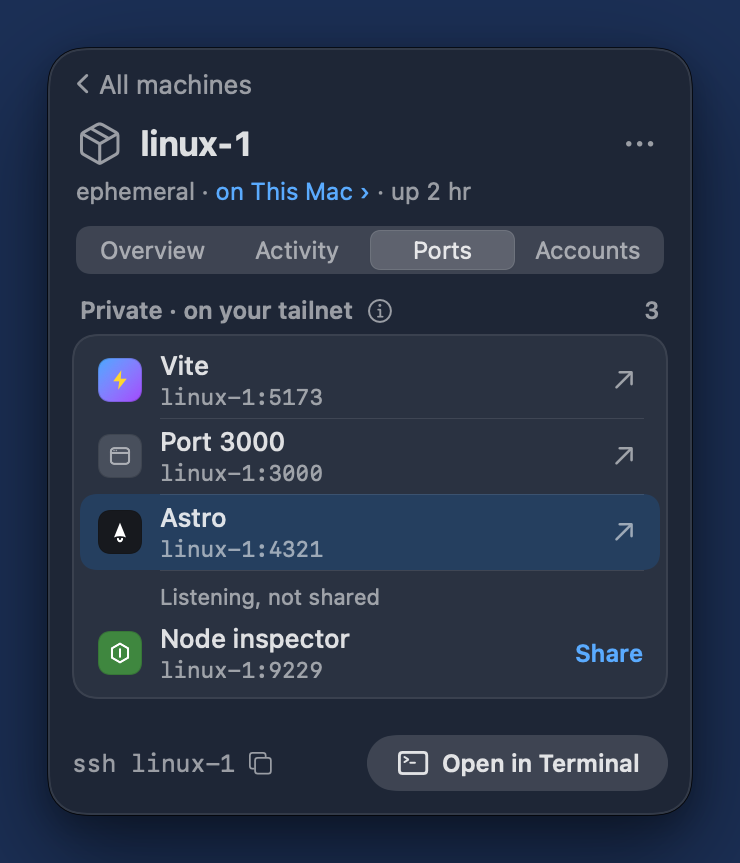 All machines
linux-1
ephemeral · on This Mac › · up 2 hr
Overview Activity Ports Accounts
Private · on your tailnet 3
Vite
linux-1:5173
Port 3000
linux-1:3000
Astro
linux-1:4321
Listening, not shared
Node inspector
linux-1:9229
Share
ssh linux-1
Open in Terminal